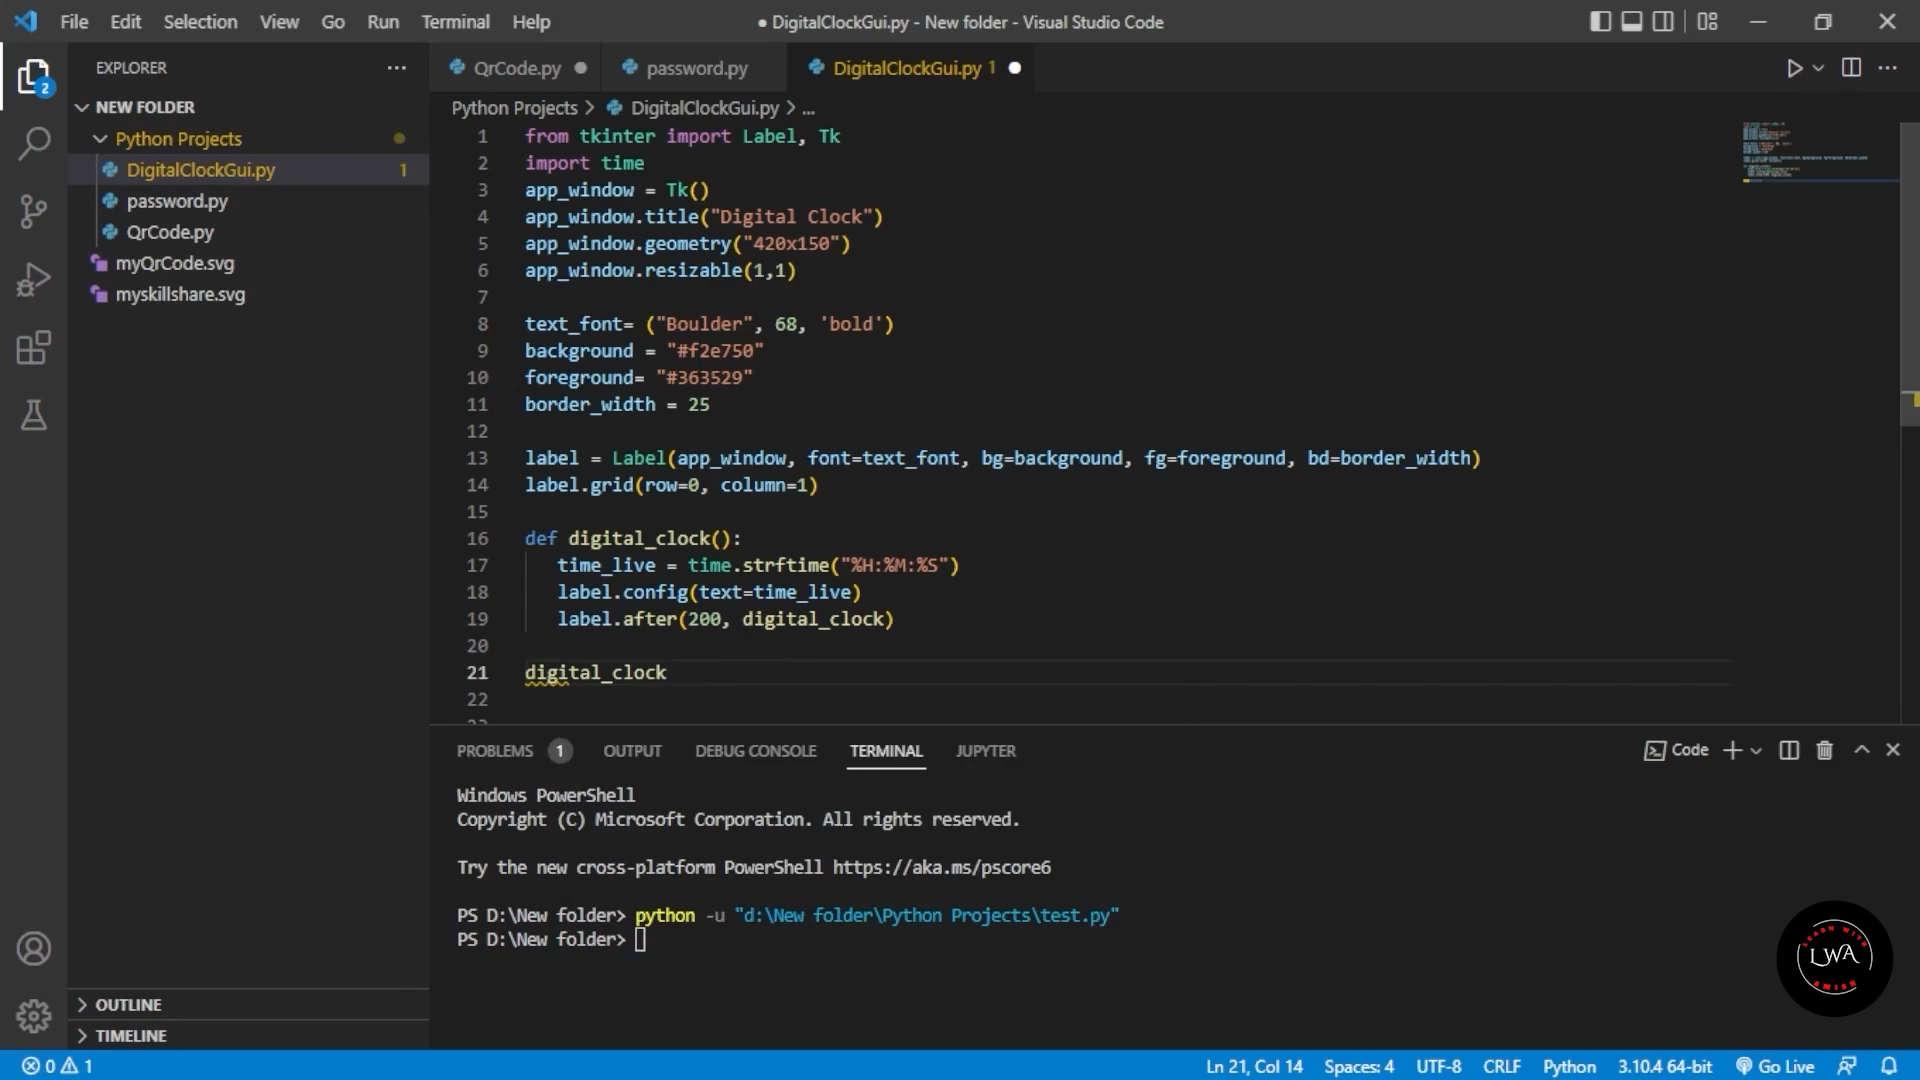 File Edit Selection View Go Run Terminal Help
● DigitalClockGui.py - New folder - Visual Studio Code
EXPLORER
2
NEW FOLDER
Python Projects
DigitalClockGui.py 1
password.py
QrCode.py
myQrCode.svg
myskillshare.svg
OUTLINE
TIMELINE
QrCode.py
password.py
DigitalClockGui.py 1
Python Projects > DigitalClockGui.py > ...
1 from tkinter import Label, Tk
2 import time
3 app_window = Tk()
4 app_window.title("Digital Clock")
5 app_window.geometry("420x150")
6 app_window.resizable(1,1)
7
8 text_font= ("Boulder", 68, 'bold')
9 background = "#f2e750"
10 foreground= "#363529"
11 border_width = 25
12
13 label = Label(app_window, font=text_font, bg=background, fg=foreground, bd=border_width)
14 label.grid(row=0, column=1)
15
16 def digital_clock():
17 time_live = time.strftime("%H:%M:%S")
18 label.config(text=time_live)
19 label.after(200, digital_clock)
20
21 digital_clock
22
PROBLEMS 1 OUTPUT DEBUG CONSOLE TERMINAL JUPYTER
Code
Windows PowerShell
Copyright (C) Microsoft Corporation. All rights reserved.
Try the new cross-platform PowerShell https://aka.ms/pscore6
PS D:\New folder> python -u "d:\New folder\Python Projects\test.py"
PS D:\New folder>
LEARN WITH
LWA
AMISH
0 1
Ln 21, Col 14 Spaces: 4 UTF-8 CRLF Python 3.10.4 64-bit Go Live